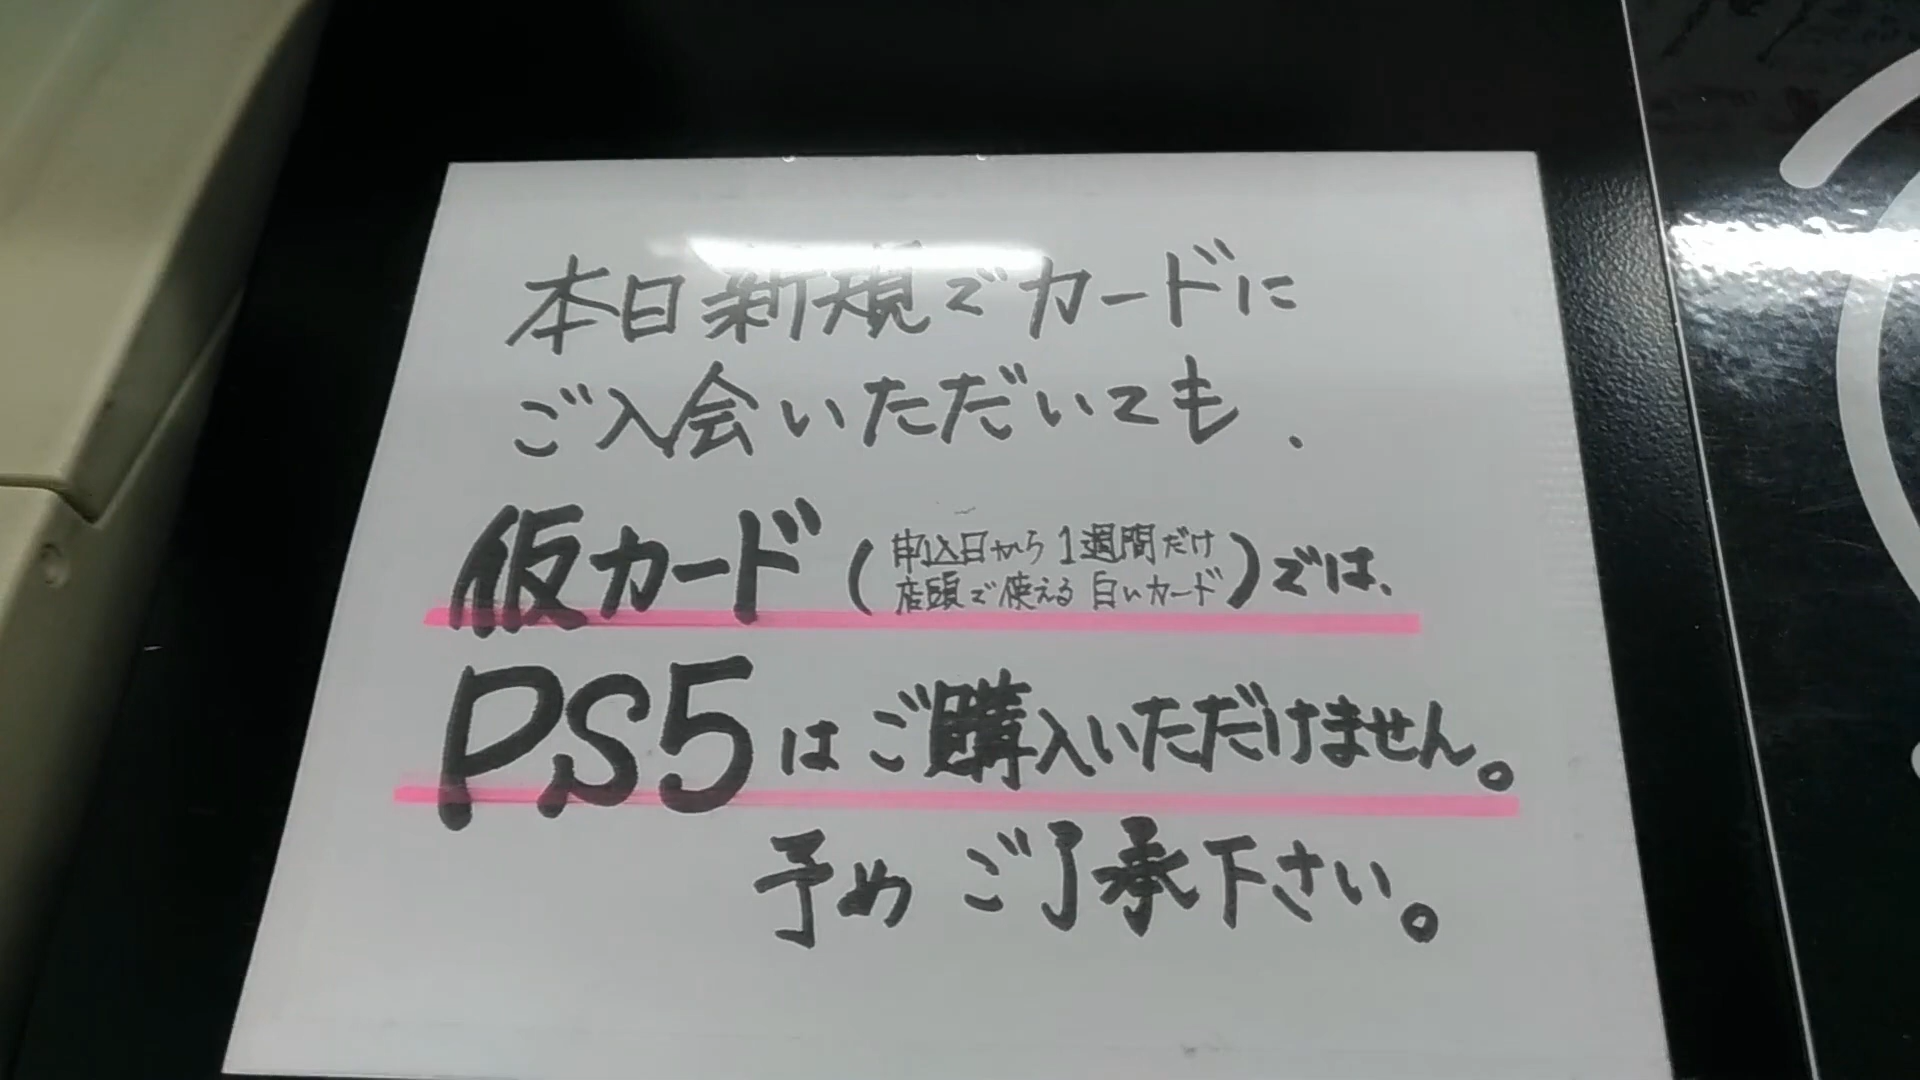 本日新規でカードに
ご入会いただいても、
仮カード(申込日から1週間だけ
店頭で使える白いカード)では、
PS5はご購入いただけません。
予めご了承下さい。